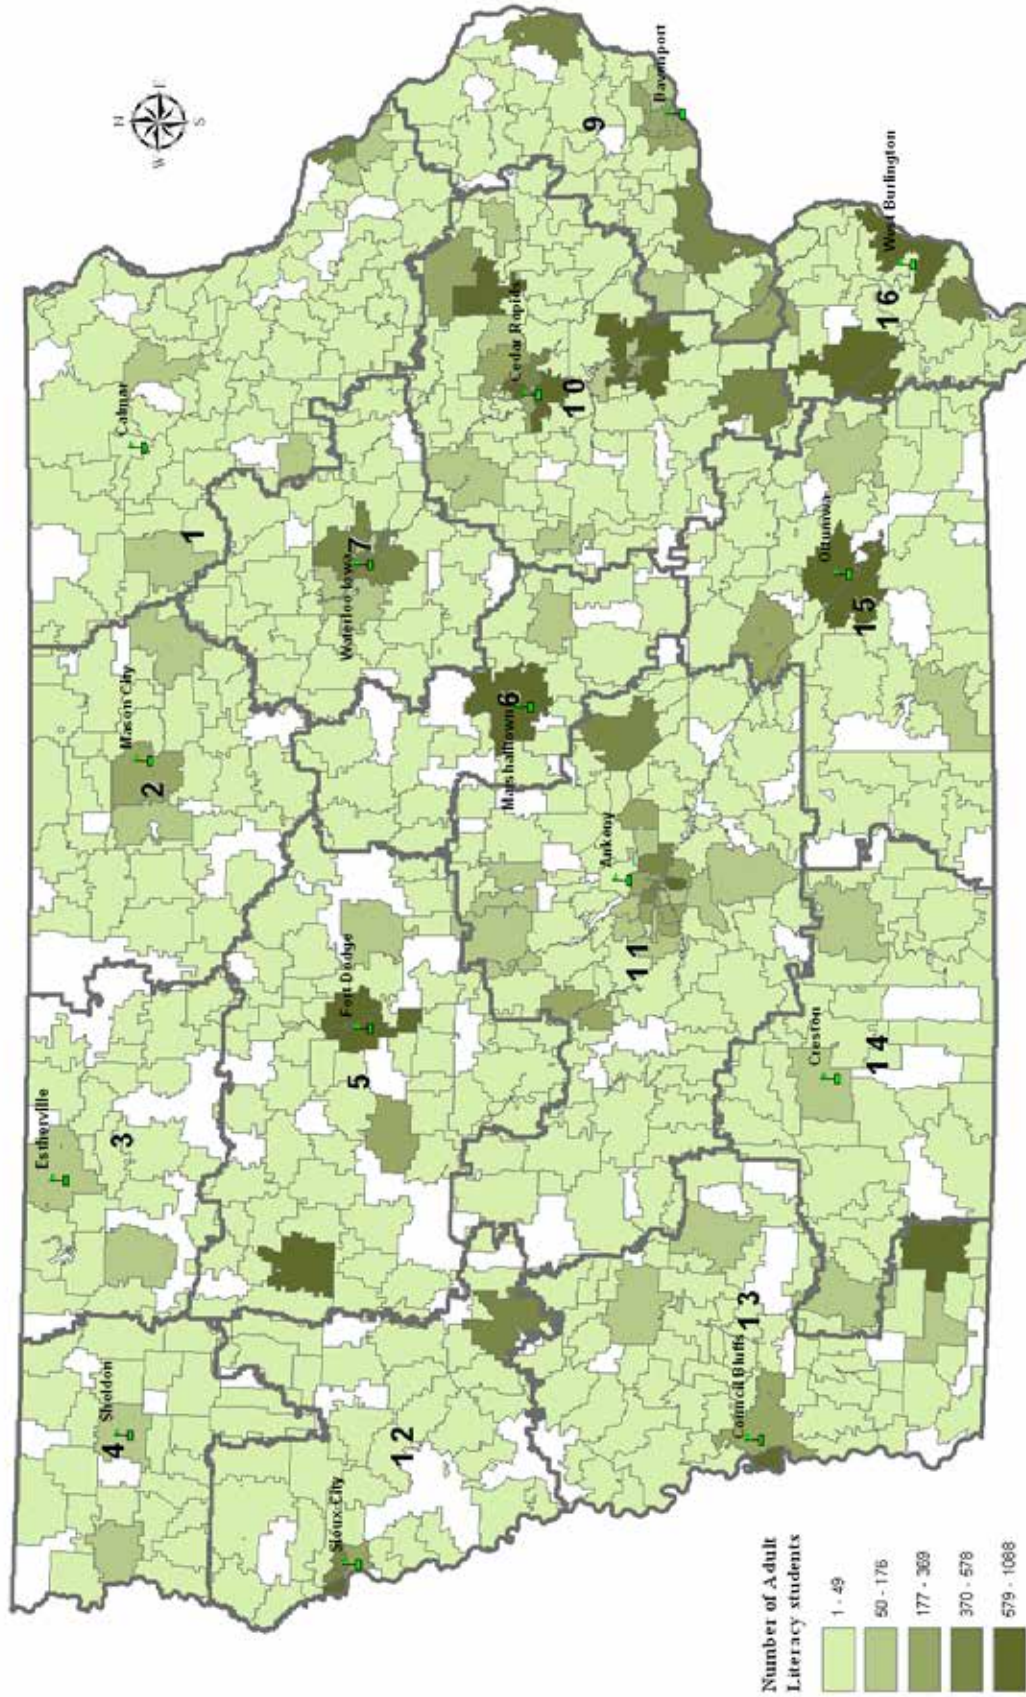 N
W
E
S
Estherville
Sheldon
4
3
Mason City
2
Calmar
1
Sioux City
12
Fort Dodge
5
Waterloo Iowa
7
Marshalltown
6
Cedar Rapids
10
Ankeny
11
9
Davenport
Council Bluffs
13
Creston
14
Ottumwa
15
West Burlington
16
Number of Adult
Literacy students
1 - 49
50 - 176
177 - 369
370 - 578
579 - 1088